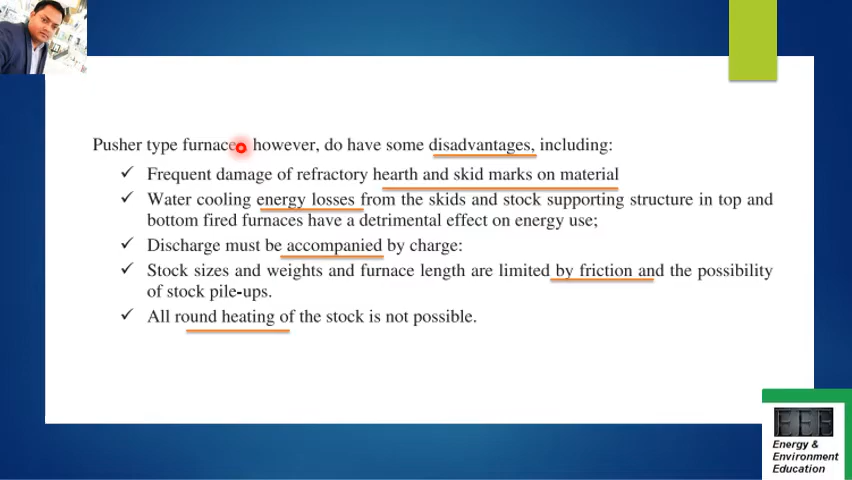 Pusher type furnace, however, do have some disadvantages, including:
✓ Frequent damage of refractory hearth and skid marks on material
✓ Water cooling energy losses from the skids and stock supporting structure in top and
bottom fired furnaces have a detrimental effect on energy use;
✓ Discharge must be accompanied by charge:
✓ Stock sizes and weights and furnace length are limited by friction and the possibility
of stock pile-ups.
✓ All round heating of the stock is not possible.
EEE
Energy &
Environment
Education